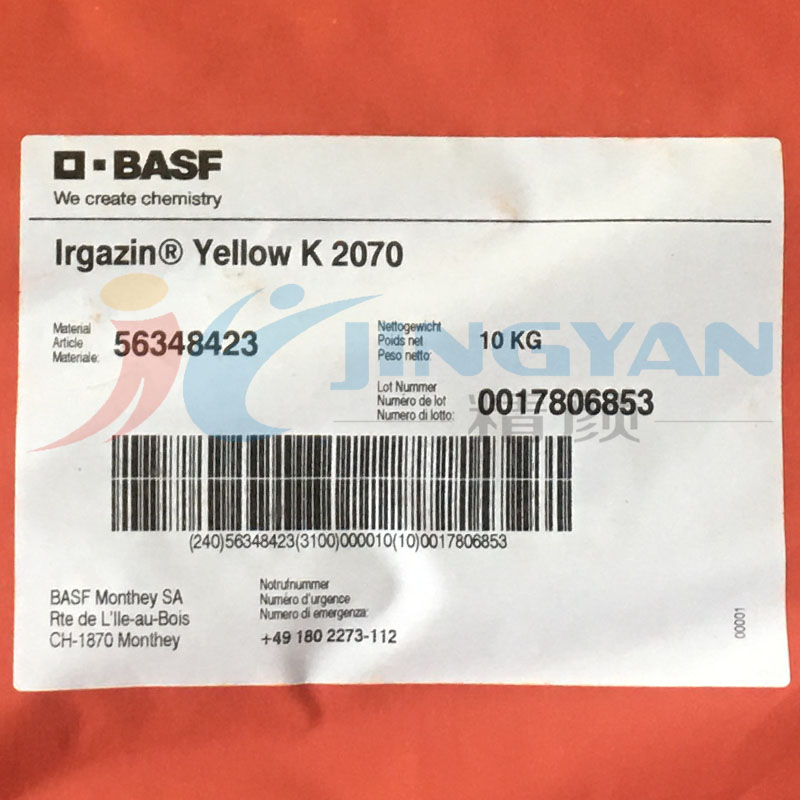 BASF
We create chemistry
Irgazin® Yellow K 2070
Material
Article
Materiale:
56348423
Nettogewicht
Poids net
Peso netto:
10 KG
Lot Nummer
Numéro de lot
Numero di lotto:
0017806853
JINGYAN
精颜
(240)56348423(3100)000010(10)0017806853
BASF Monthey SA
Rte de L'Ile-au-Bois
CH-1870 Monthey
Notrufnummer
Numéro d'urgence
Numero di emergenza:
+49 180 2273-112
00001